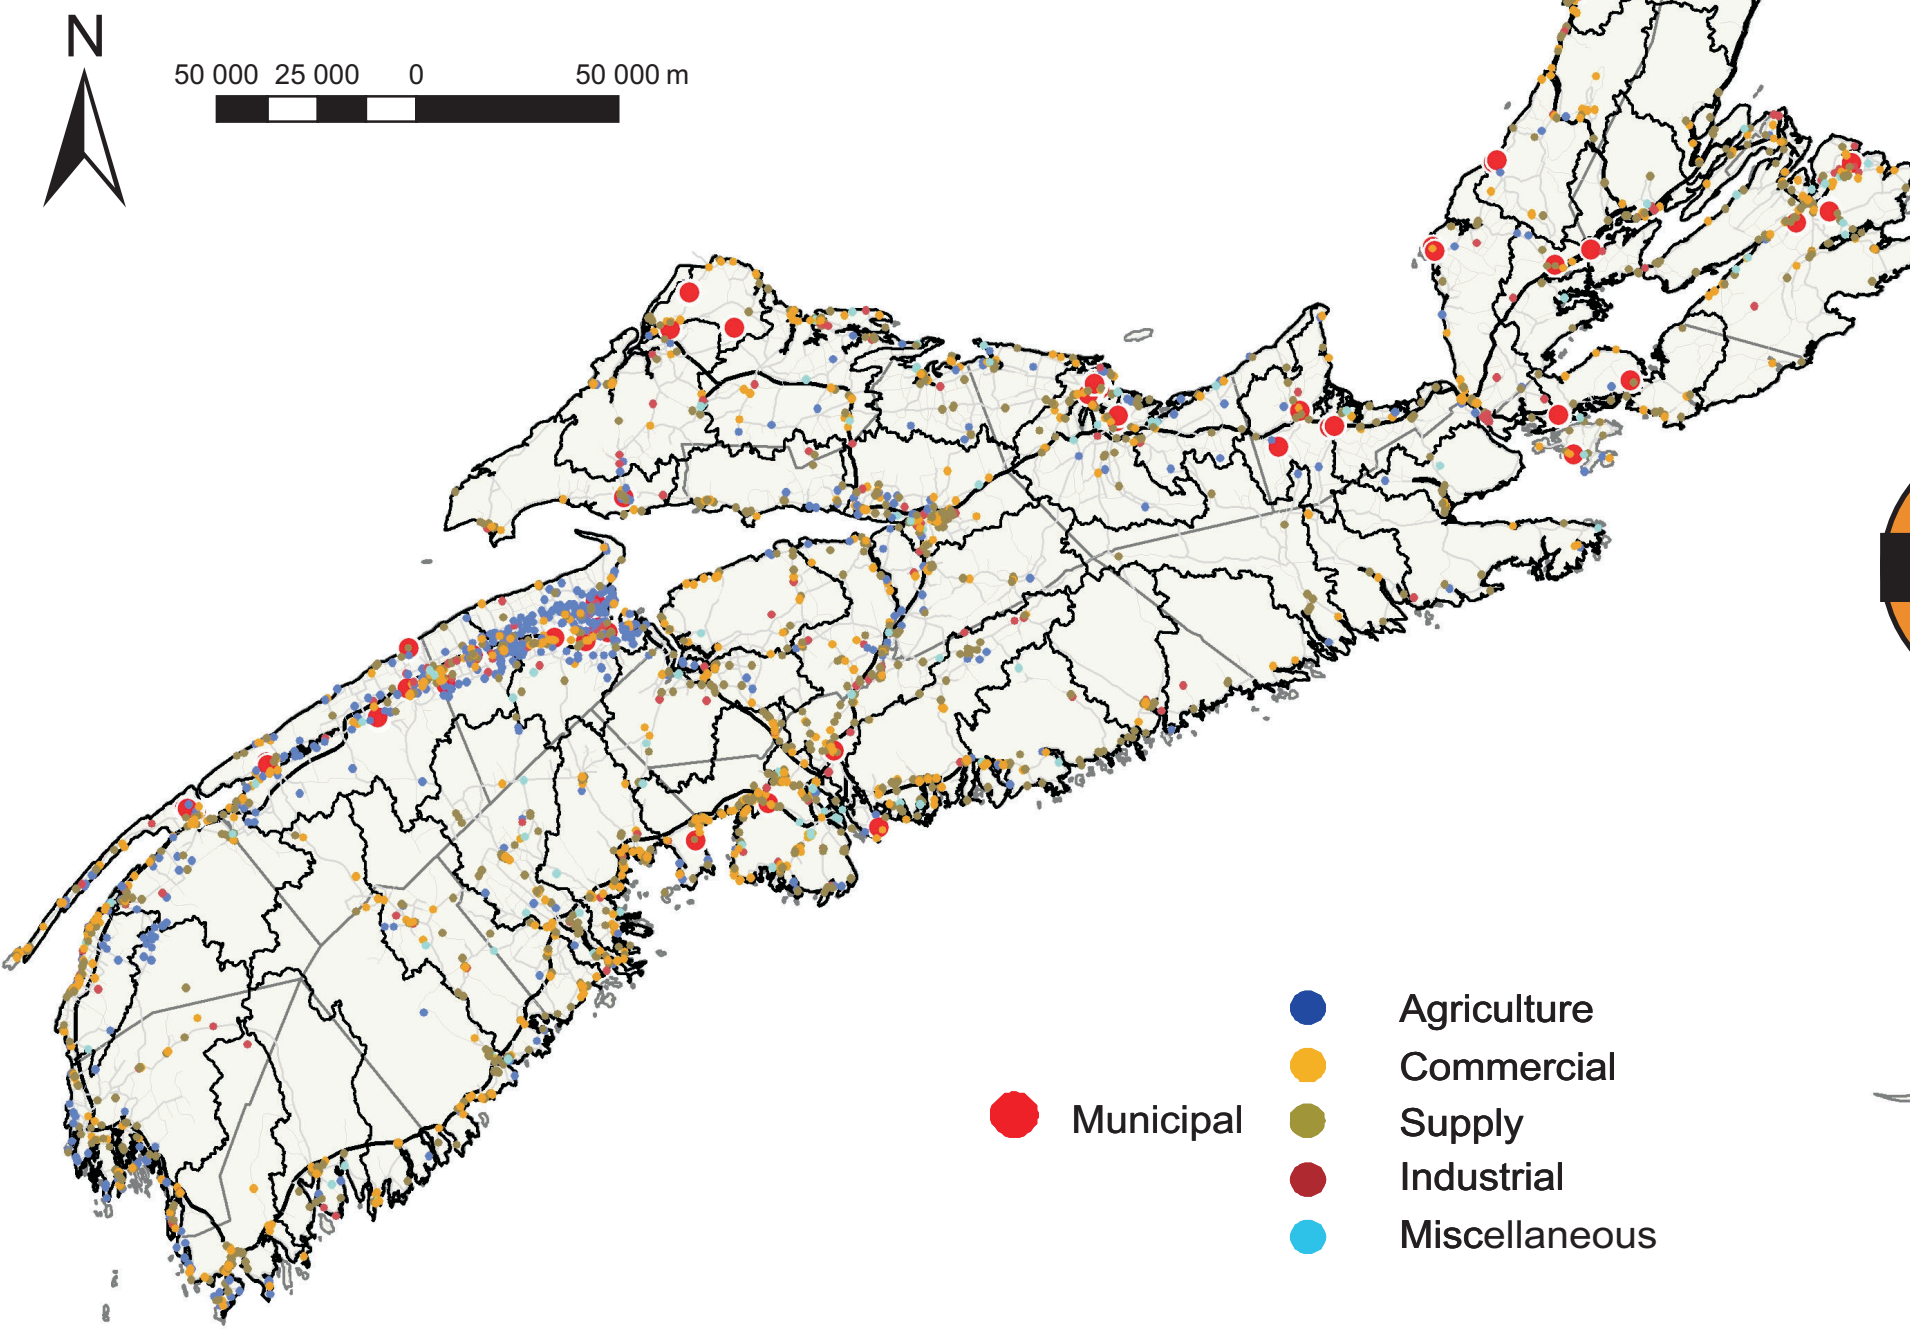 N
50 000 25 000 0 50 000 m
Municipal
Agriculture
Commercial
Supply
Industrial
Miscellaneous